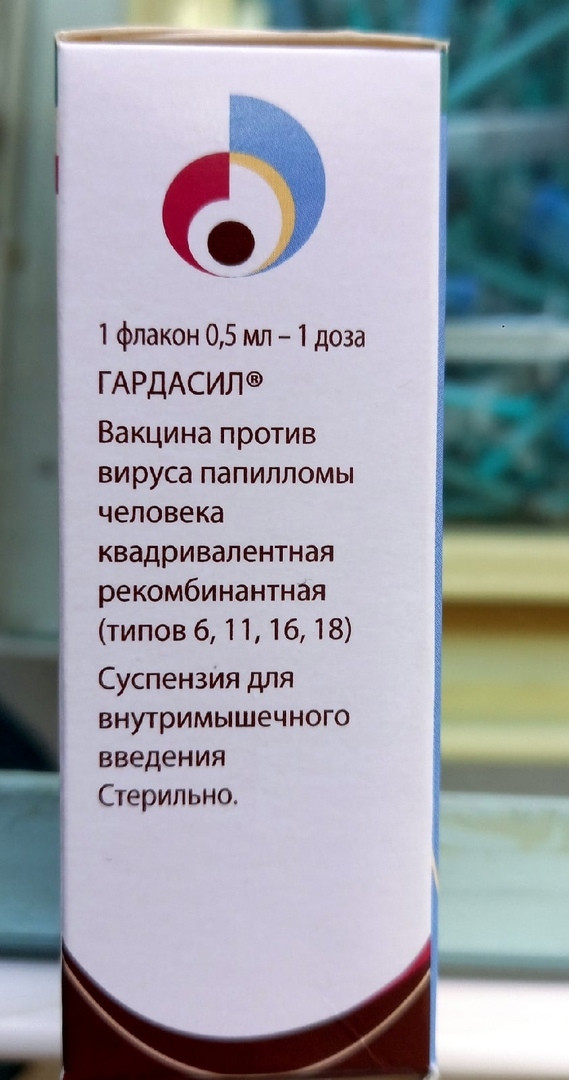 1 флакон 0,5 мл – 1 доза
ГАРДАСИЛ®
Вакцина против
вируса папилломы
человека
квадривалентная
рекомбинантная
(типов 6, 11, 16, 18)
Суспензия для
внутримышечного
введения
Стерильно.